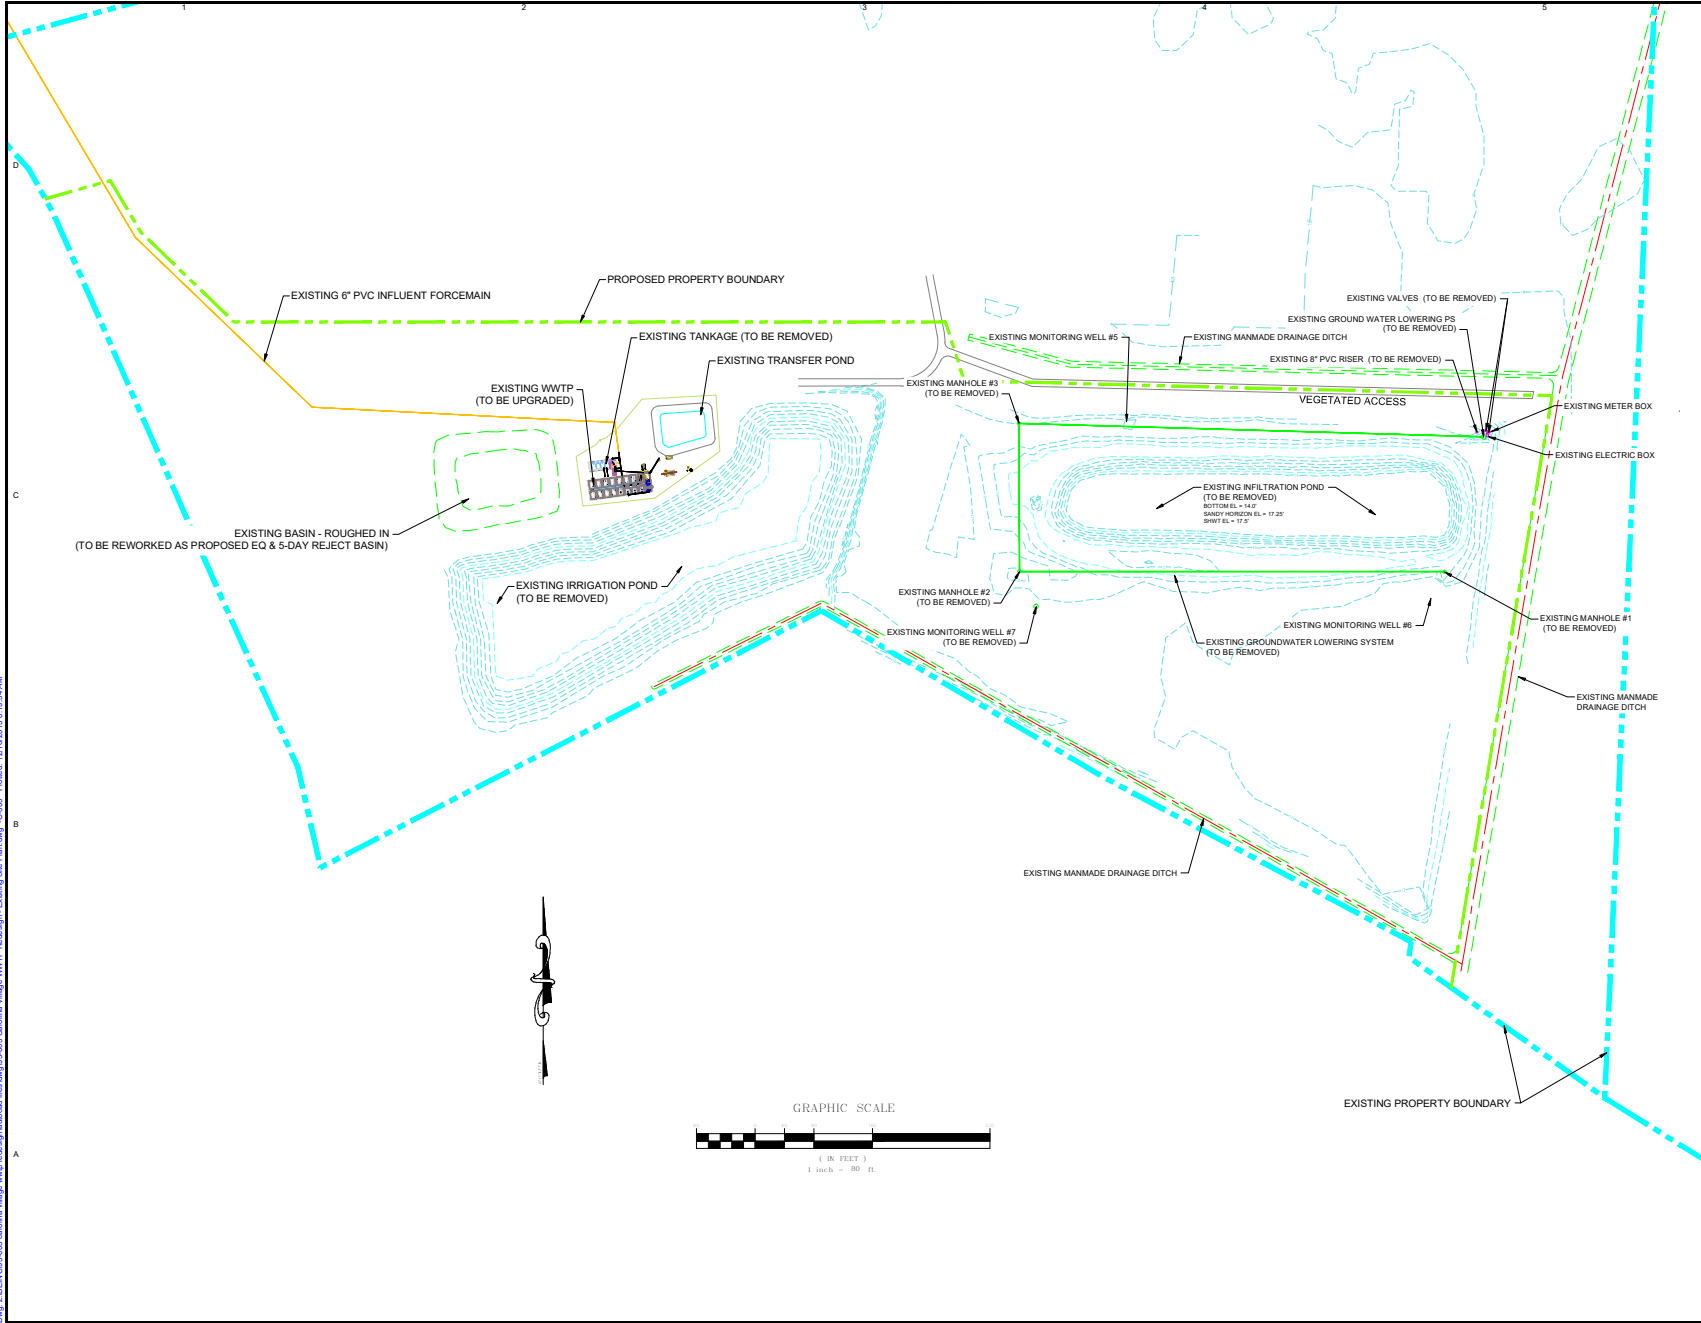 1 2 3 4 5
D
C
B
A
PROPOSED PROPERTY BOUNDARY
EXISTING 6" PVC INFLUENT FORCEMAIN
EXISTING TANKAGE (TO BE REMOVED)
EXISTING TRANSFER POND
EXISTING WWTP
(TO BE UPGRADED)
EXISTING BASIN - ROUGHED IN
(TO BE REWORKED AS PROPOSED EQ & 5-DAY REJECT BASIN)
EXISTING IRRIGATION POND
(TO BE REMOVED)
EXISTING VALVES (TO BE REMOVED)
EXISTING GROUND WATER LOWERING PS
(TO BE REMOVED)
EXISTING MONITORING WELL #5
EXISTING MANMADE DRAINAGE DITCH
EXISTING 8" PVC RISER (TO BE REMOVED)
EXISTING MANHOLE #3
(TO BE REMOVED)
VEGETATED ACCESS
EXISTING METER BOX
EXISTING ELECTRIC BOX
EXISTING INFILTRATION POND
(TO BE REMOVED)
BOTTOM EL = 14.0'
SANDY HORIZON EL = 17.25'
SHWT EL = 17.5'
EXISTING MANHOLE #2
(TO BE REMOVED)
EXISTING MONITORING WELL #7
(TO BE REMOVED)
EXISTING MONITORING WELL #6
EXISTING GROUNDWATER LOWERING SYSTEM
(TO BE REMOVED)
EXISTING MANHOLE #1
(TO BE REMOVED)
EXISTING MANMADE
DRAINAGE DITCH
EXISTING MANMADE DRAINAGE DITCH
EXISTING PROPERTY BOUNDARY
GRAPHIC SCALE
( IN FEET )
1 inch = 80 ft.